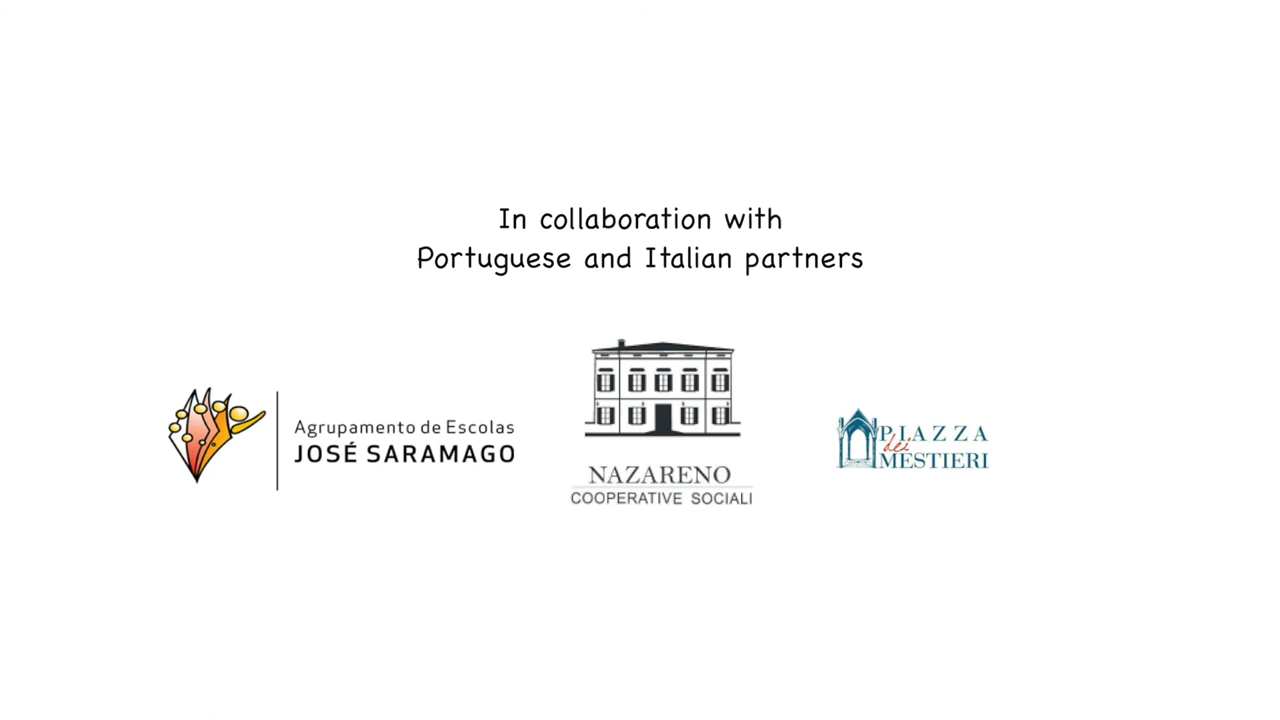 In collaboration with
Portuguese and Italian partners
Agrupamento de Escolas
JOSÉ SARAMAGO
NAZARENO
COOPERATIVE SOCIALI
PIAZZA
dei
MESTIERI